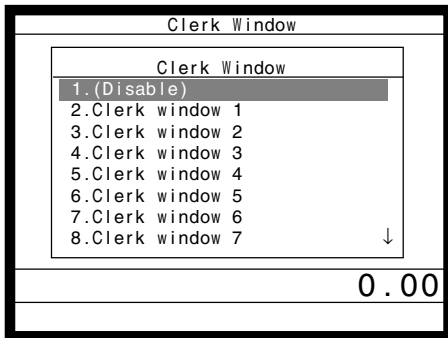 Clerk Window
Clerk Window
1.(Disable)
2.Clerk window 1
3.Clerk window 2
4.Clerk window 3
5.Clerk window 4
6.Clerk window 5
7.Clerk window 6
8.Clerk window 7 ↓
0.00